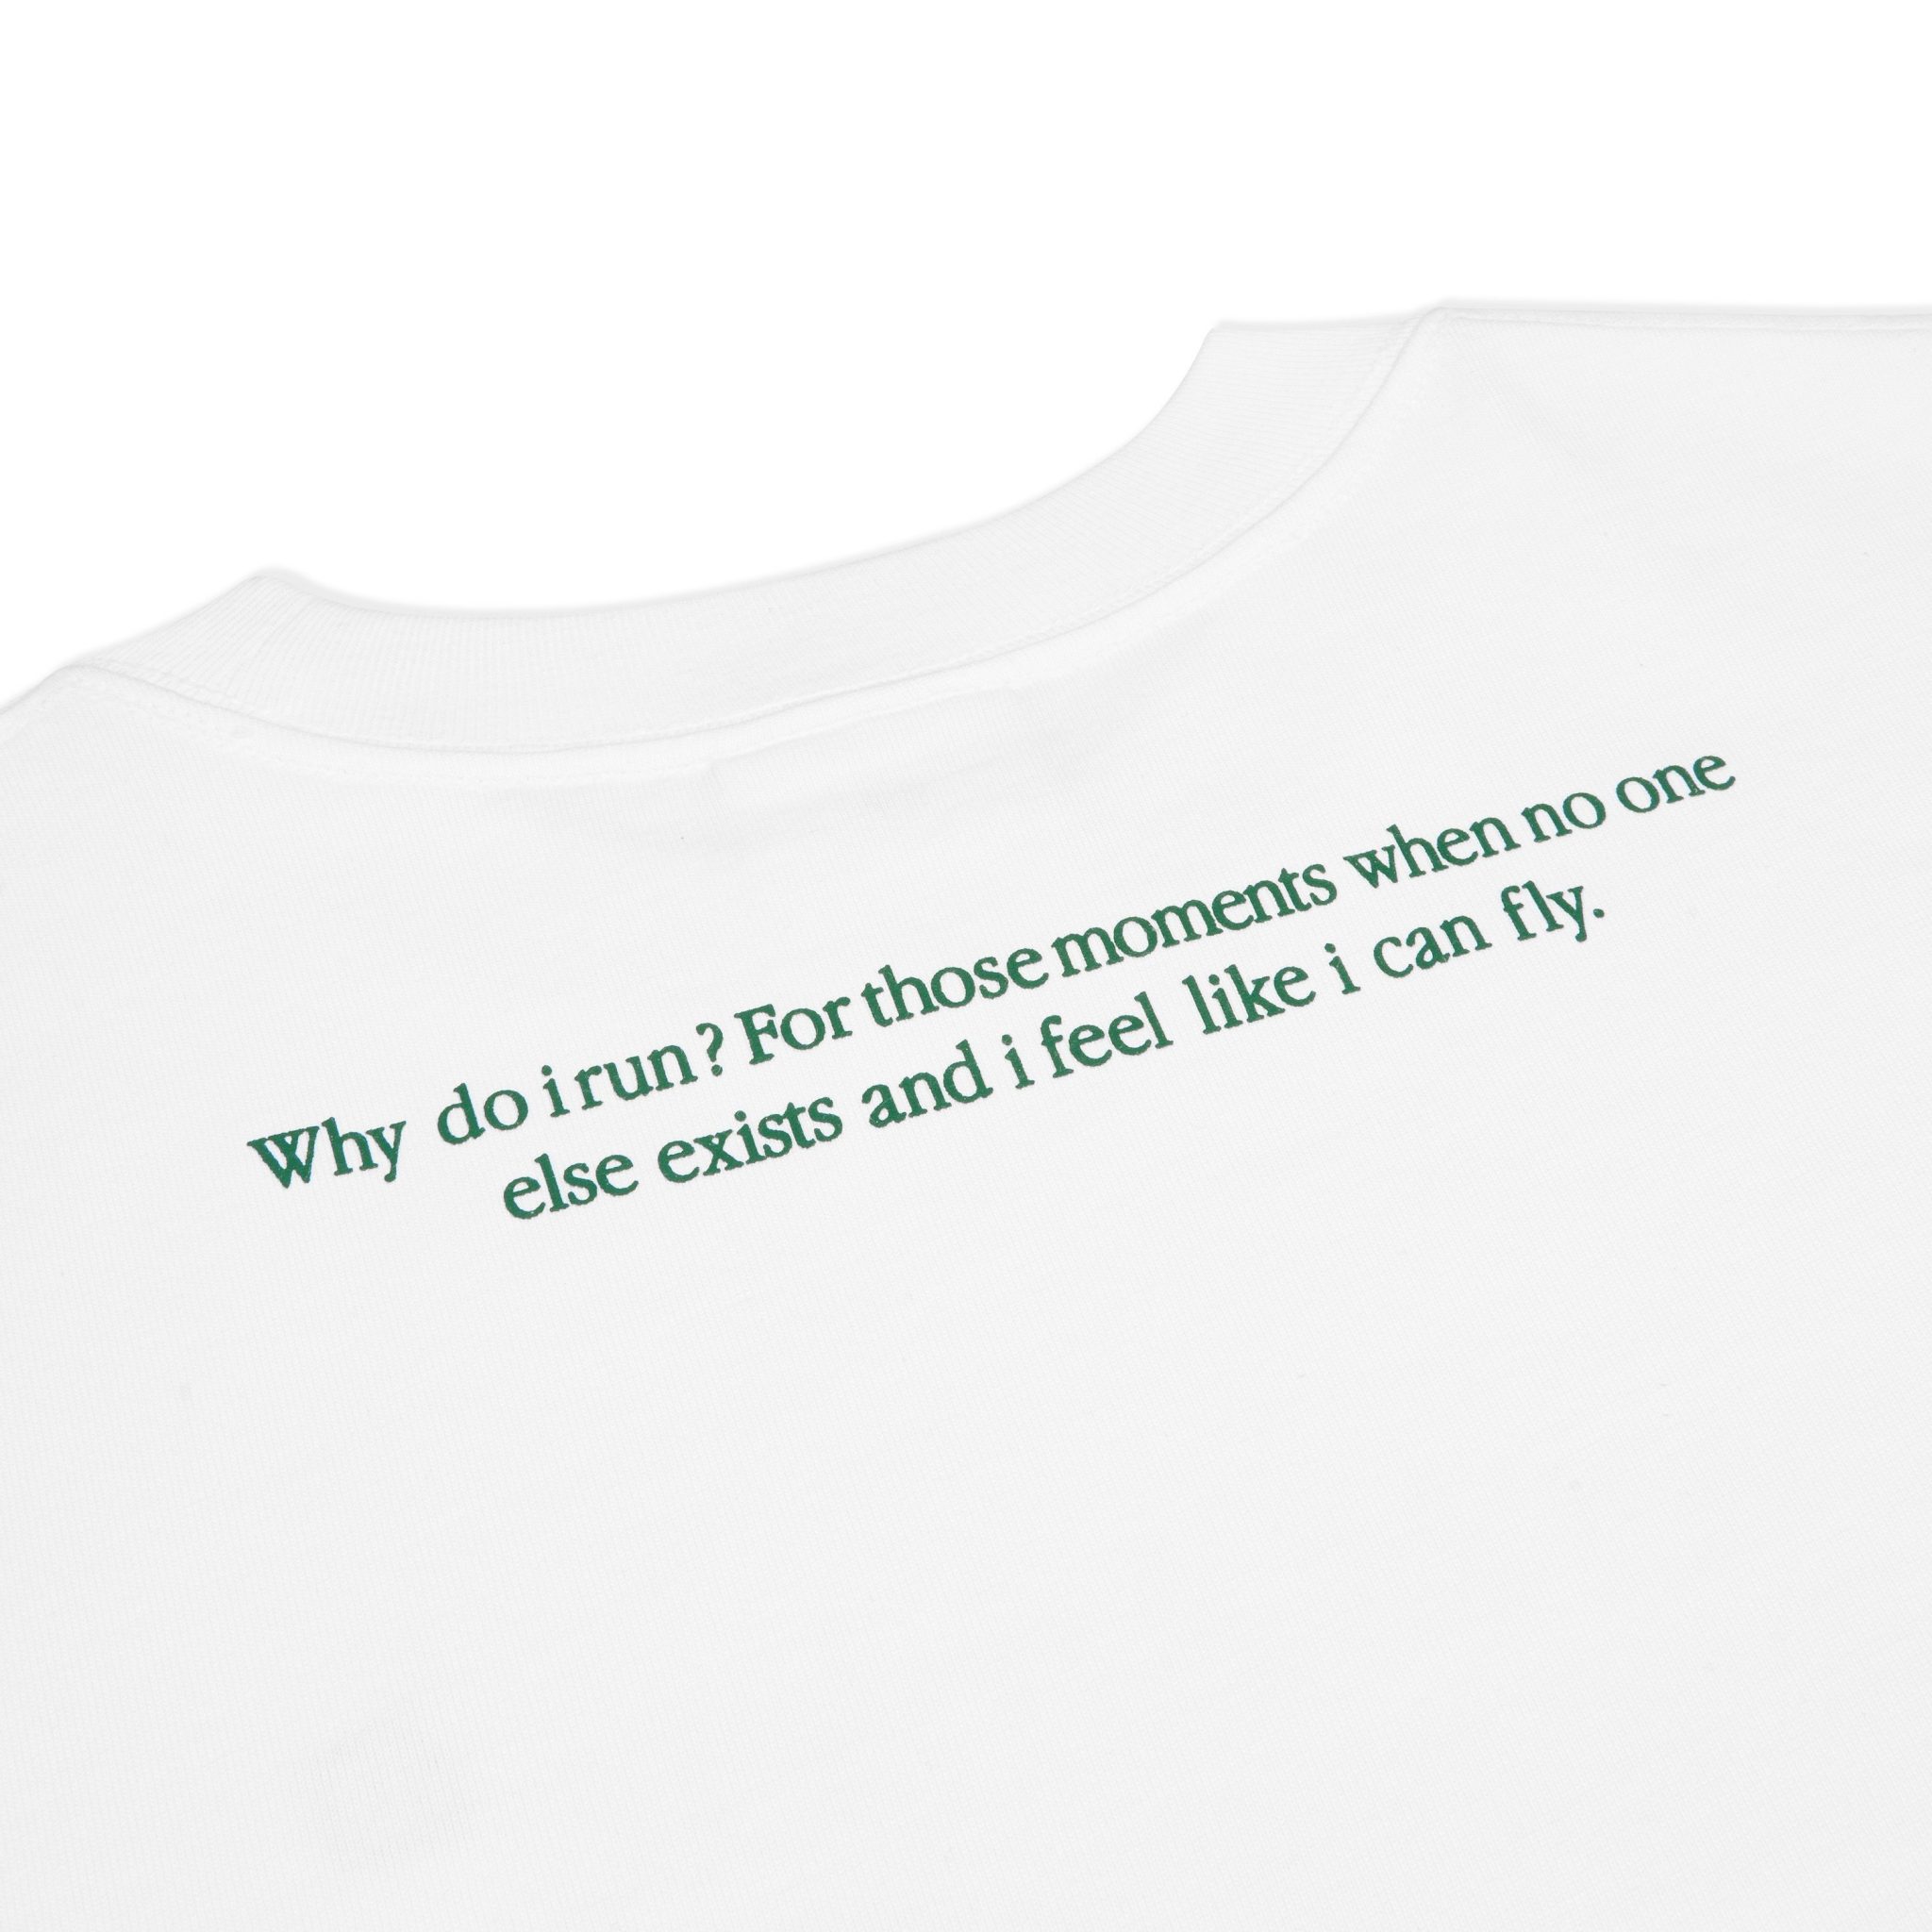 Why do i run? For those moments when no one
else exists and i feel like i can fly.